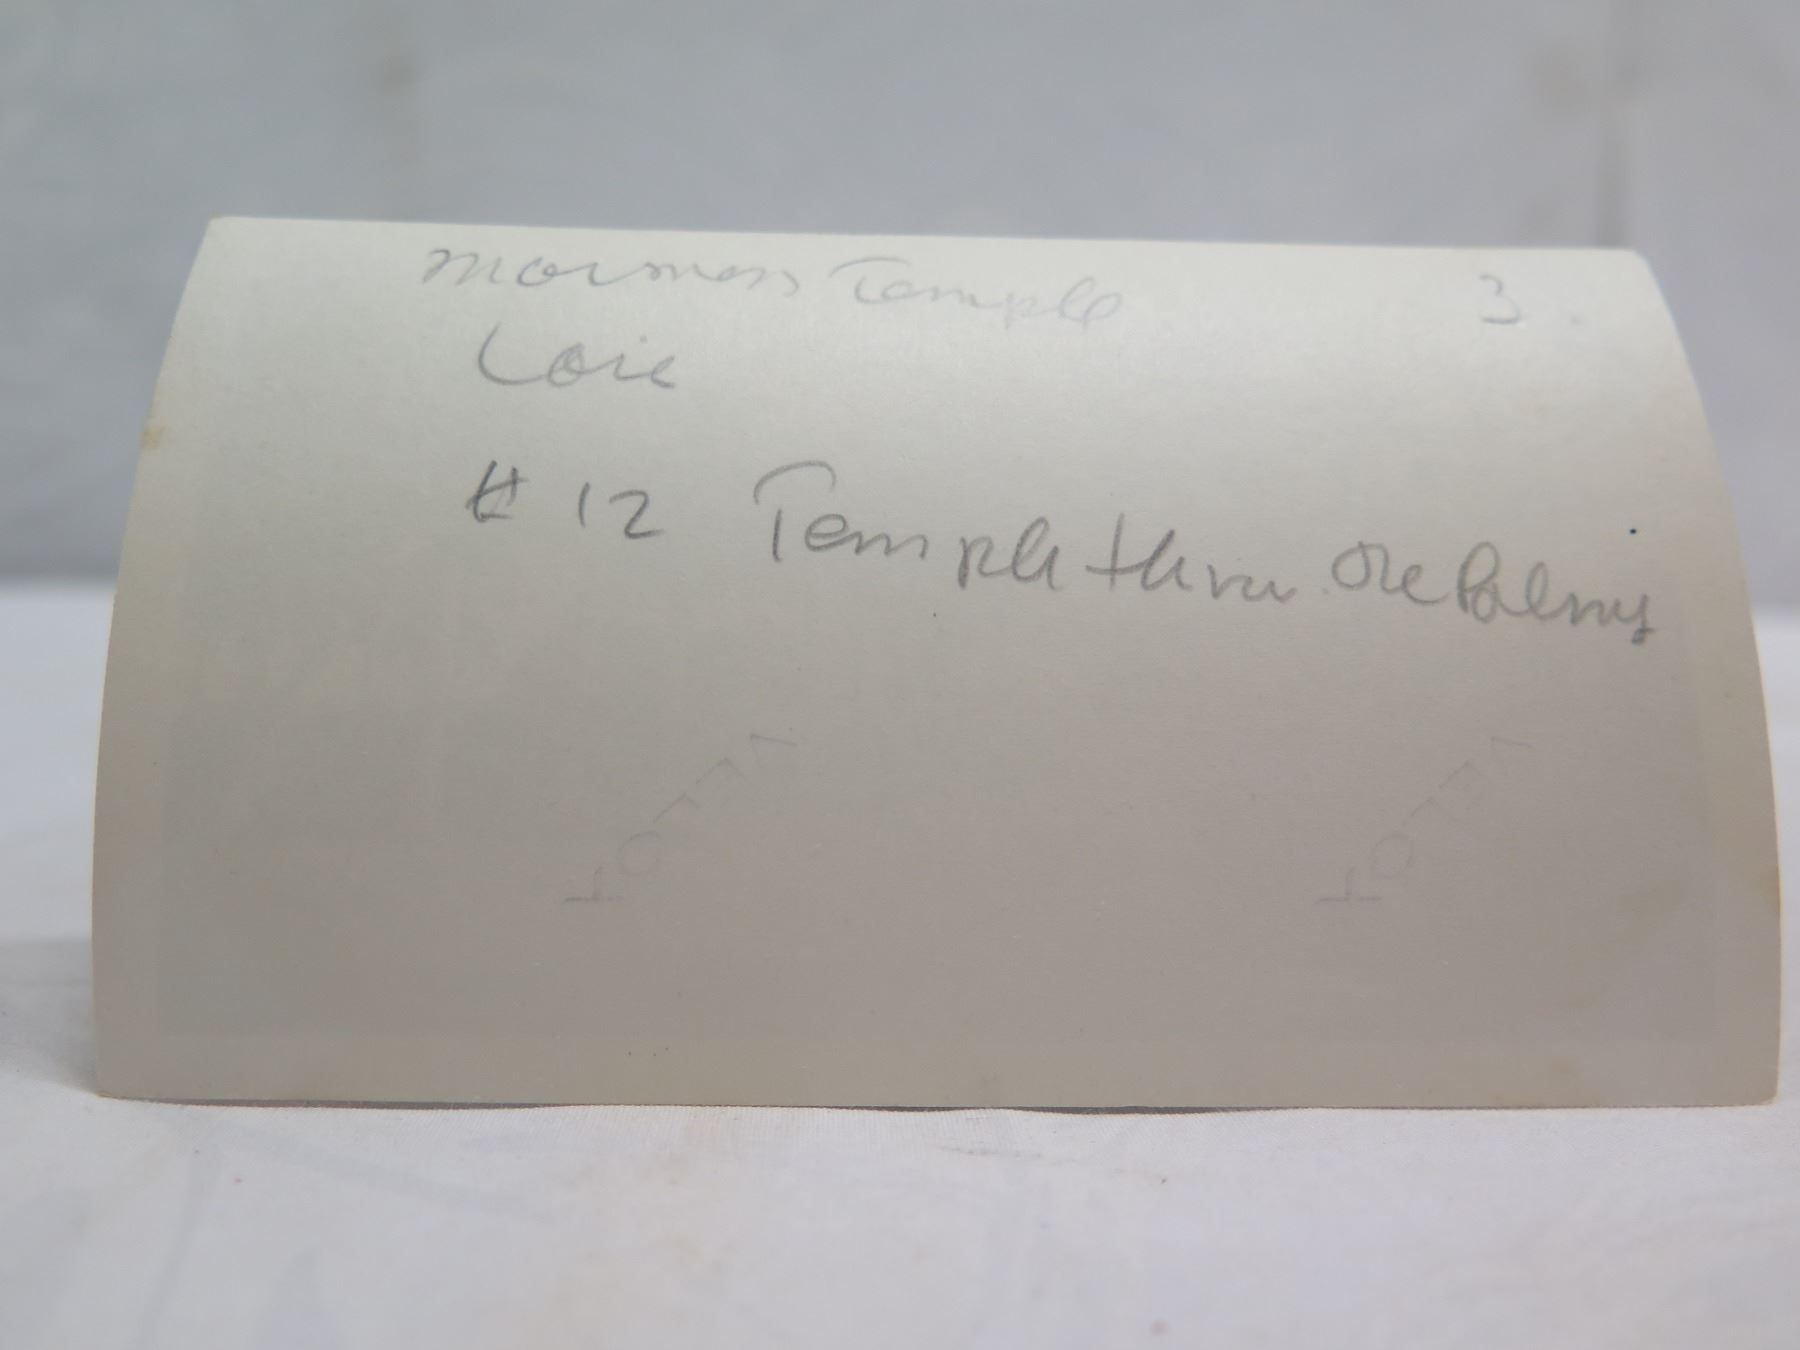 Mormon Temple 3.
Laie
# 12 Temple thru the Palms
VELOX VELOX